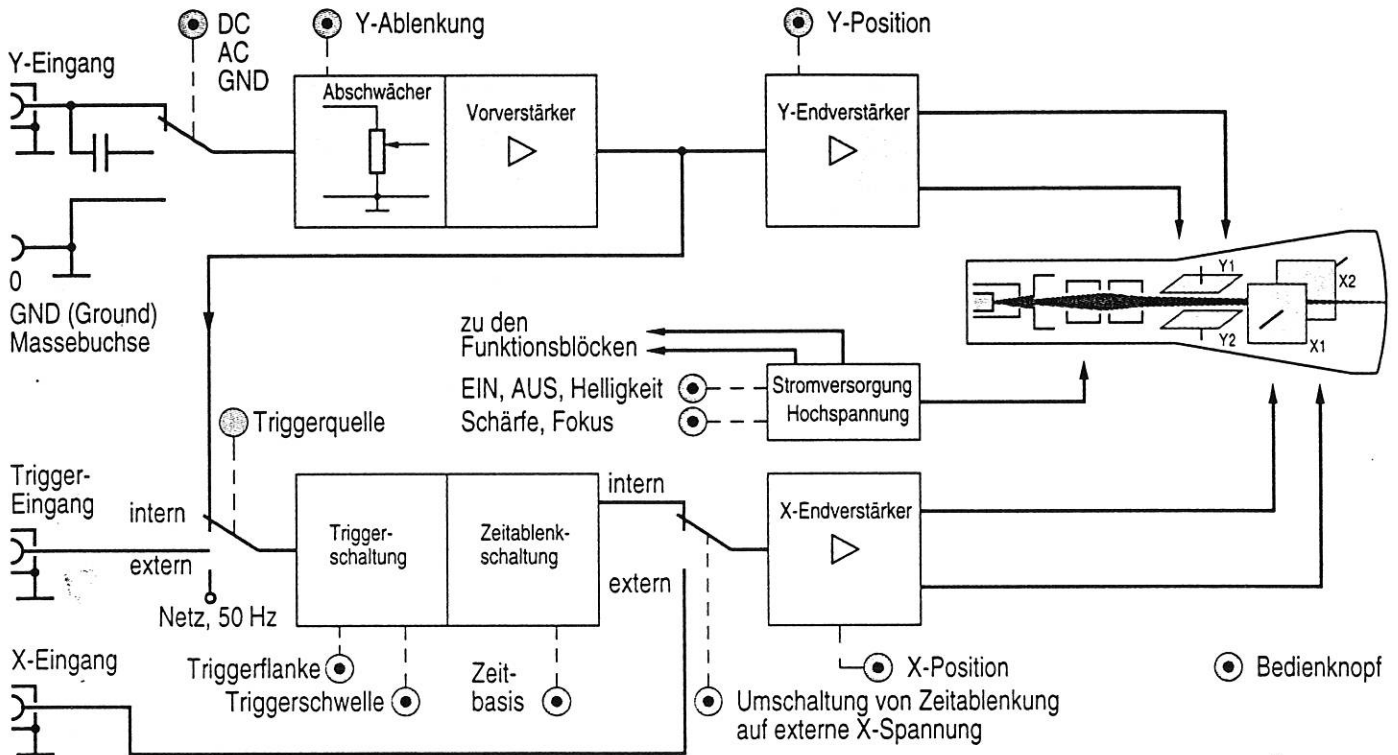 DC
AC
GND
Y-Ablenkung
Y-Position
Y-Eingang
Abschwächer
Vorverstärker
Y-Endverstärker
0
GND (Ground)
Massebuchse
Y1
Y2
X2
X1
zu den
Funktionsblöcken
EIN, AUS, Helligkeit
Schärfe, Fokus
Stromversorgung
Hochspannung
Triggerquelle
Trigger-
Eingang
intern
extern
Netz, 50 Hz
Trigger-
schaltung
Zeitablenk-
schaltung
intern
extern
X-Endverstärker
Triggerflanke
Triggerschwelle
Zeit-
basis
X-Eingang
X-Position
Umschaltung von Zeitablenkung
auf externe X-Spannung
Bedienknopf